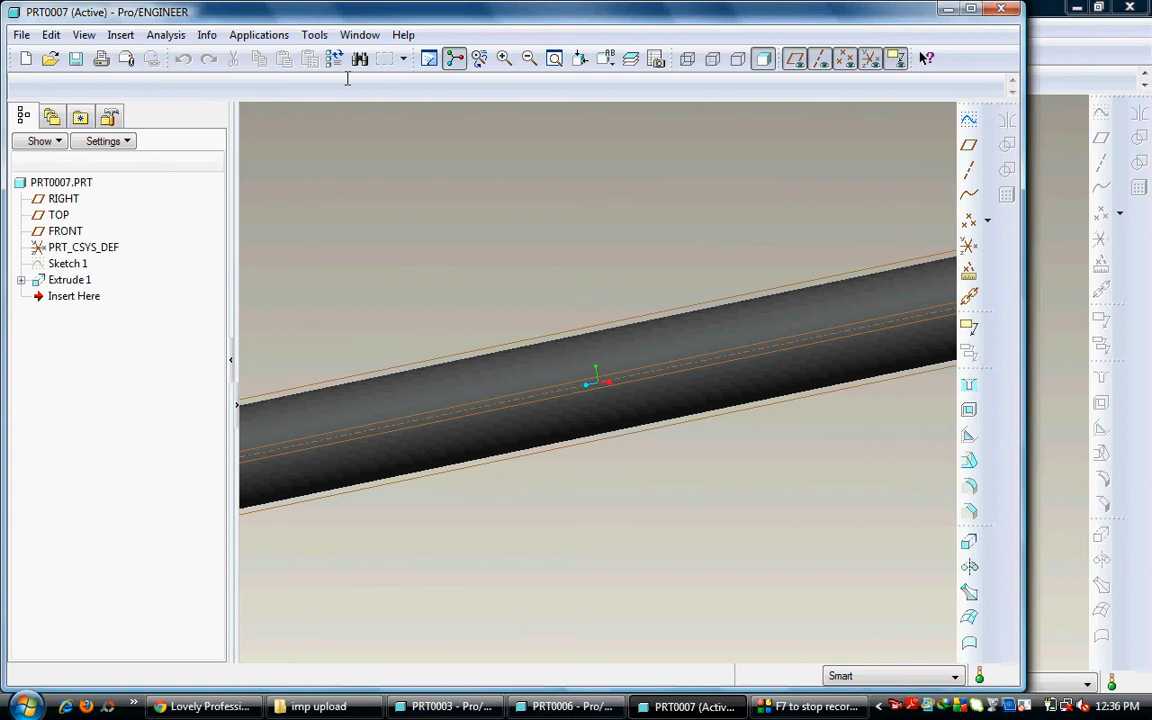 PRT0007 (Active) - Pro/ENGINEER
File Edit View Insert Analysis Info Applications Tools Window Help
Show Settings
PRT0007.PRT
RIGHT
TOP
FRONT
PRT_CSYS_DEF
Sketch 1
Extrude 1
Insert Here
Smart
Lovely Professi... imp upload PRT0003 - Pro/... PRT0006 - Pro/... PRT0007 (Activ... F7 to stop recor... 12:36 PM